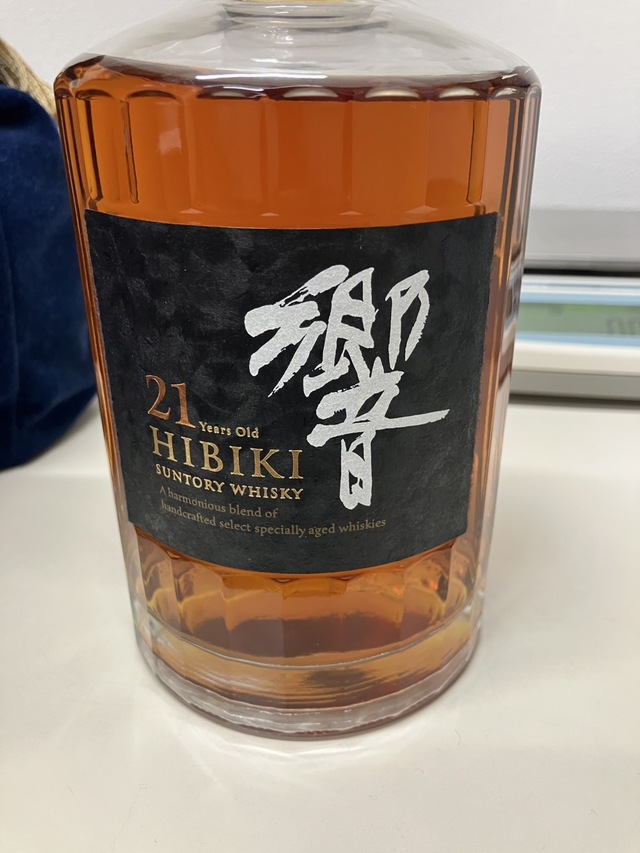 響
21 Years Old
HIBIKI
SUNTORY WHISKY
A harmonious blend of
handcrafted select specially aged whiskies